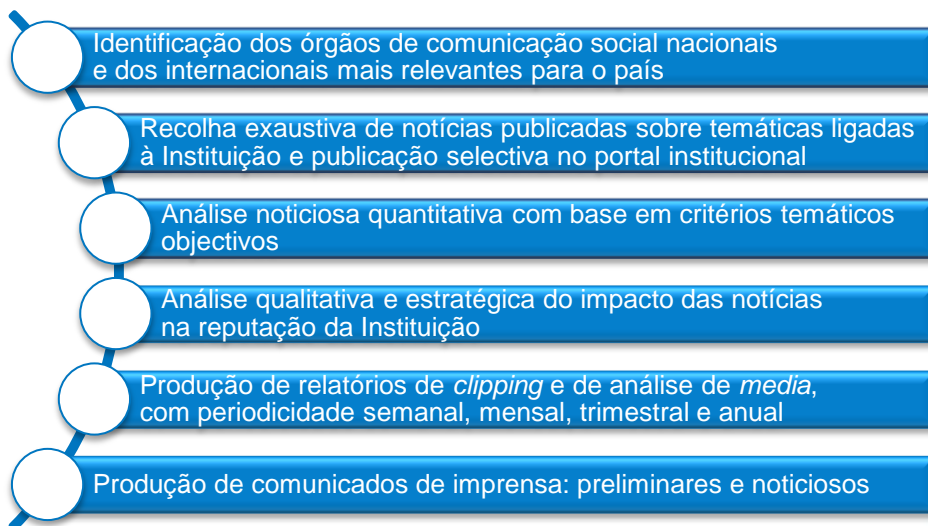 Identificação dos órgãos de comunicação social nacionais
e dos internacionais mais relevantes para o país
Recolha exaustiva de notícias publicadas sobre temáticas ligadas
à Instituição e publicação selectiva no portal institucional
Análise noticiosa quantitativa com base em critérios temáticos
objectivos
Análise qualitativa e estratégica do impacto das notícias
na reputação da Instituição
Produção de relatórios de clipping e de análise de media,
com periodicidade semanal, mensal, trimestral e anual
Produção de comunicados de imprensa: preliminares e noticiosos